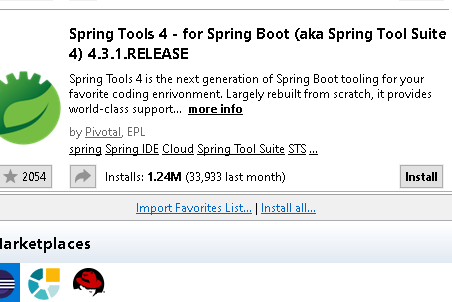 Spring Tools 4 - for Spring Boot (aka Spring Tool Suite
4) 4.3.1.RELEASE
Spring Tools 4 is the next generation of Spring Boot tooling for your
favorite coding enrivonment. Largely rebuilt from scratch, it provides
world-class support... more info
by Pivotal, EPL
spring Spring IDE Cloud Spring Tool Suite STS ...
2054 Installs: 1.24M (33,933 last month) Install
Import Favorites List... | Install all...
Marketplaces